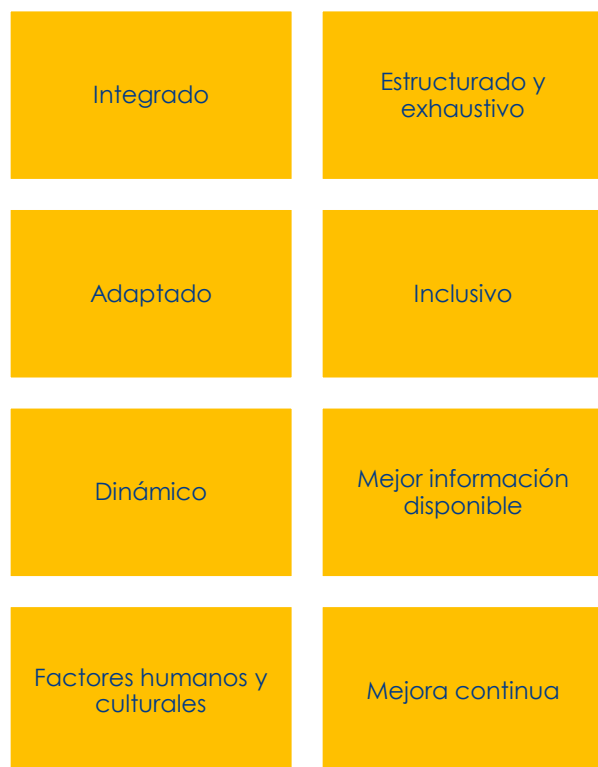 Integrado
Estructurado y
exhaustivo
Adaptado
Inclusivo
Dinámico
Mejor información
disponible
Factores humanos y
culturales
Mejora continua